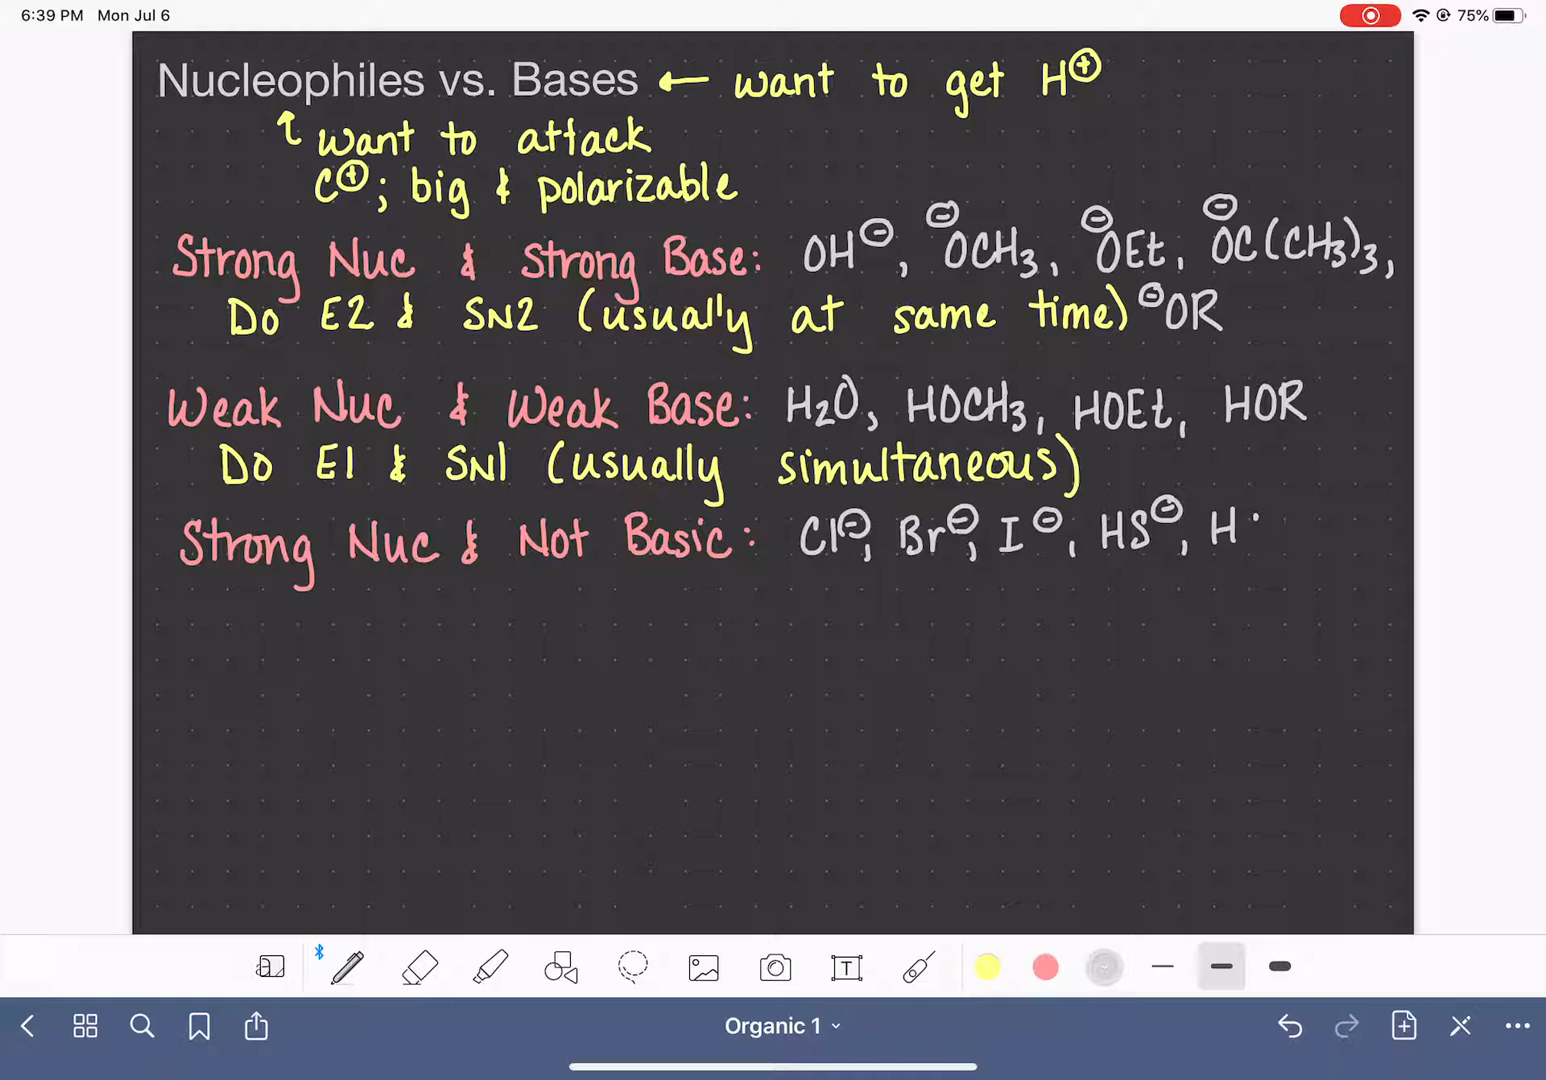 6:39 PM Mon Jul 6 75%
Nucleophiles vs. Bases ← want to get H⊕
↑ want to attack
C⊕; big & polarizable
Strong Nuc & Strong Base: OH⊖, ⊖OCH3, ⊖OEt, ⊖OC(CH3)3,
Do E2 & SN2 (usually at same time) ⊖OR
Weak Nuc & Weak Base: H2O, HOCH3, HOEt, HOR
Do E1 & SN1 (usually simultaneous)
Strong Nuc & Not Basic: Cl⊖, Br⊖, I⊖, HS⊖, H
T
Organic 1